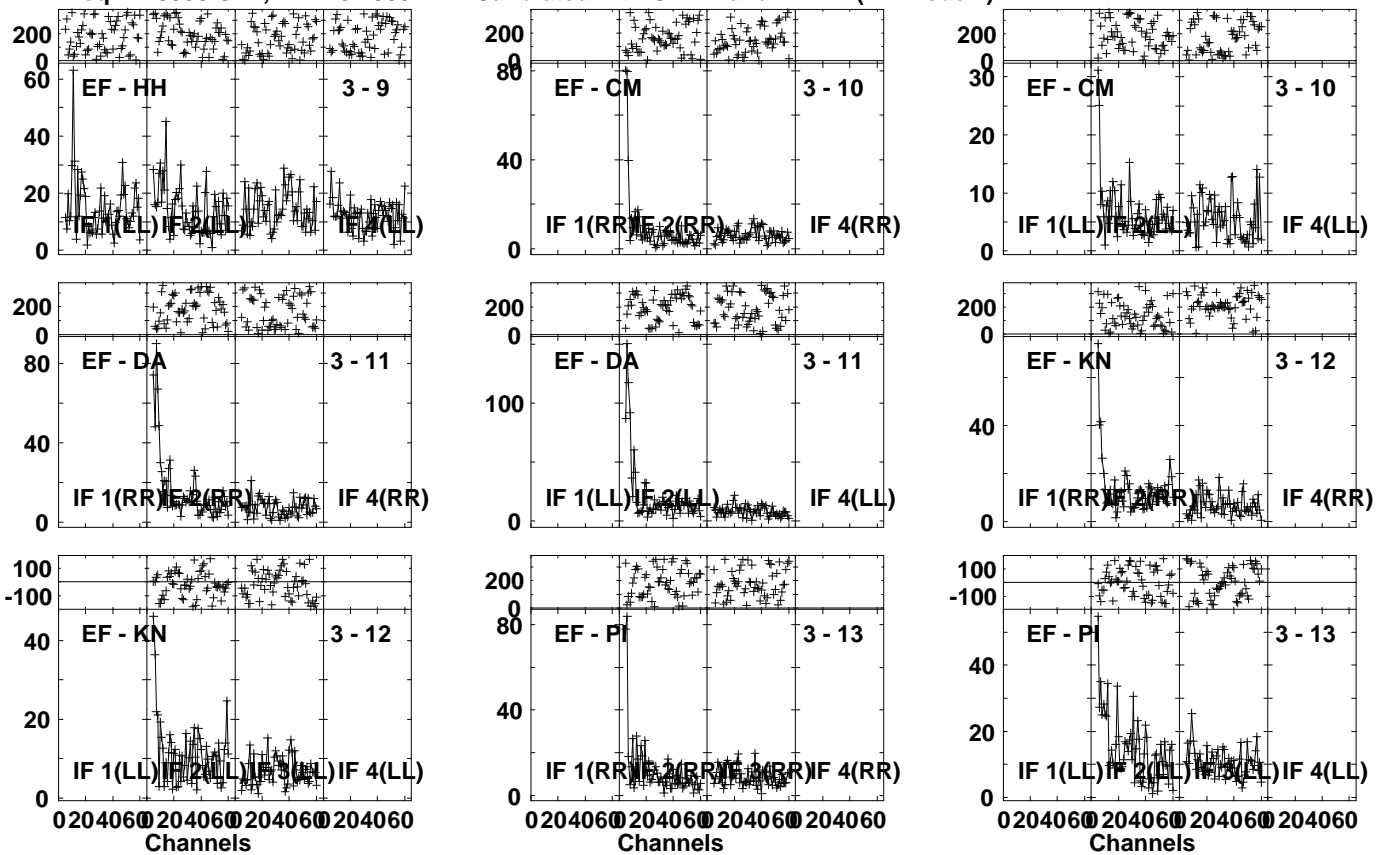 200 200 200
0 0 0
60 80 30
EF - HH 3 - 9 EF - CM 3 - 10 EF - CM 3 - 10
40 40 20
20 10
IF 1(LL) IF 2(LL) IF 4(LL) IF 1(RR) IF 2(RR) IF 4(RR) IF 1(LL) IF 2(LL) IF 4(LL)
0 0 0
200 200 200
0 0 0
80 EF - DA 3 - 11 EF - DA 3 - 11 EF - KN 3 - 12
100
40 40
IF 1(RR) IF 2(RR) IF 4(RR) IF 1(LL) IF 2(LL) IF 4(LL) IF 1(RR) IF 2(RR) IF 4(RR)
0 0 0
100 200 100
-100 0 -100
40 EF - KN 3 - 12 80 EF - PI 3 - 13 EF - PI 3 - 13
40
20 40 20
IF 1(LL) IF 2(LL) IF 3(LL) IF 4(LL) IF 1(RR) IF 2(RR) IF 3(RR) IF 4(RR) IF 1(LL) IF 2(LL) IF 3(LL) IF 4(LL)
0 0 0
0 20 40 60 0 20 40 60 0 20 40 60 0 20 40 60 0 20 40 60 0 20 40 60 0 20 40 60 0 20 40 60 0 20 40 60 0 20 40 60 0 20 40 60 0 20 40 60
Channels Channels Channels